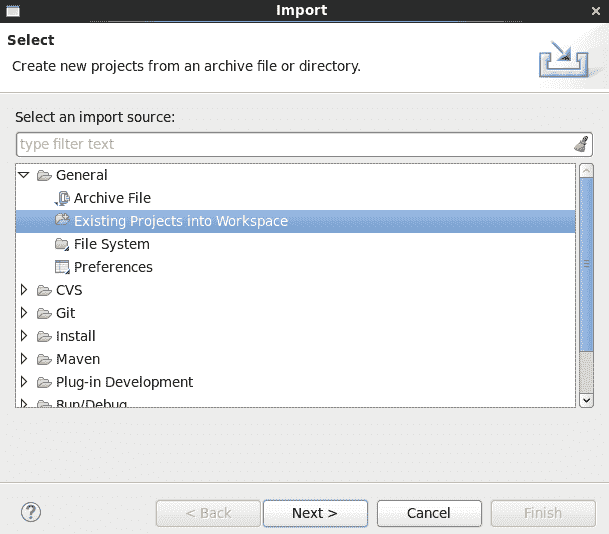 Import
Select
Create new projects from an archive file or directory.
Select an import source:
type filter text
General
Archive File
Existing Projects into Workspace
File System
Preferences
CVS
Git
Install
Maven
Plug-in Development
Run/Debug
?
< Back
Next >
Cancel
Finish